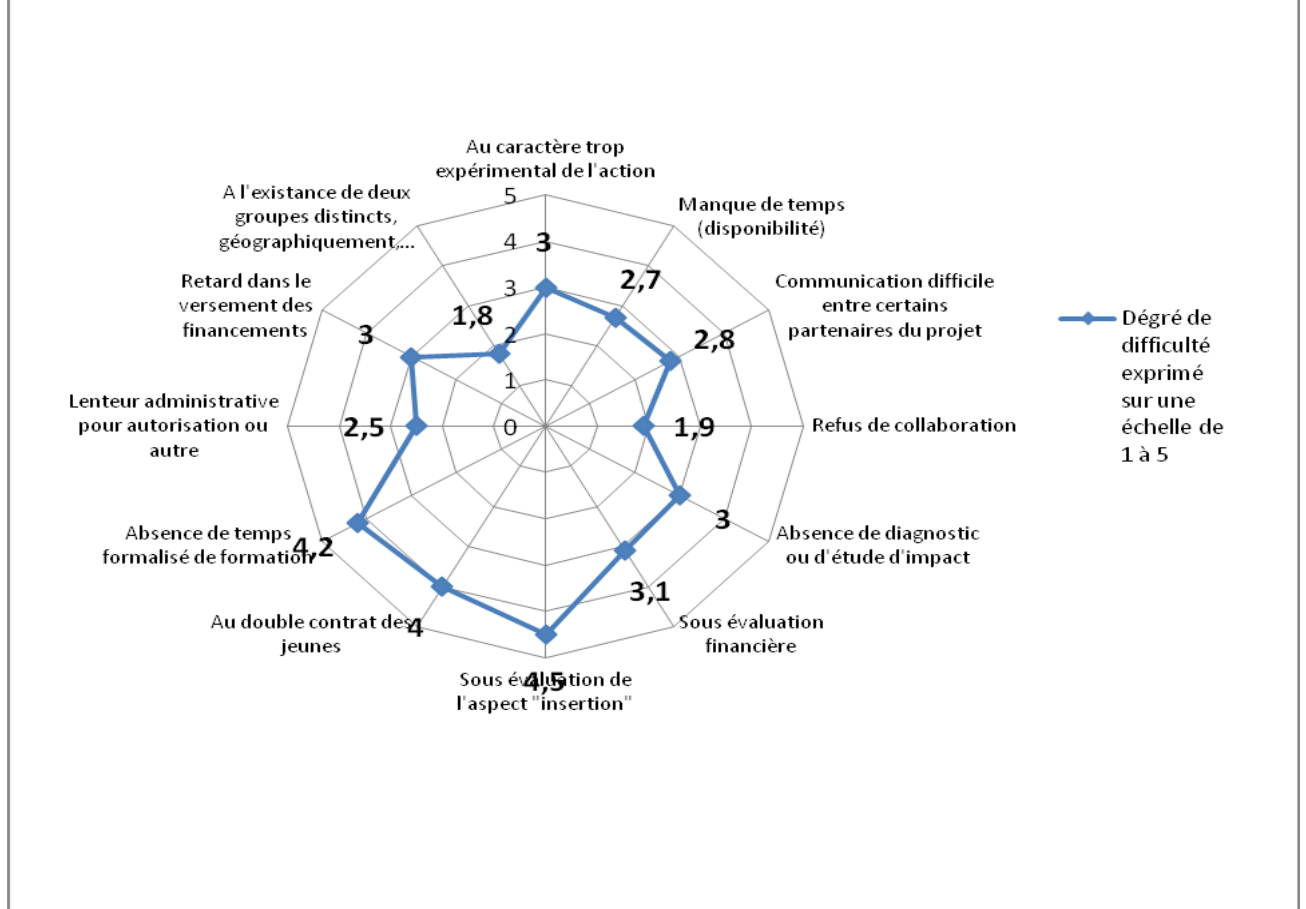 Au caractère trop
expérimental de l'action
Manque de temps
(disponibilité)
Communication difficile
entre certains
partenaires du projet
Refus de collaboration
Absence de diagnostic
ou d'étude d'impact
Sous évaluation
financière
Sous évaluation de
l'aspect "insertion"
Au double contrat des
jeunes
Absence de temps
formalisé de formation
Lenteur administrative
pour autorisation ou
autre
Retard dans le
versement des
financements
A l'existance de deux
groupes distincts,
géographiquement,...
5
4
3
2
1
0
3
2,7
2,8
1,9
3
3,1
4,5
4
4,2
2,5
3
1,8
Dégré de
difficulté
exprimé
sur une
échelle de
1 à 5